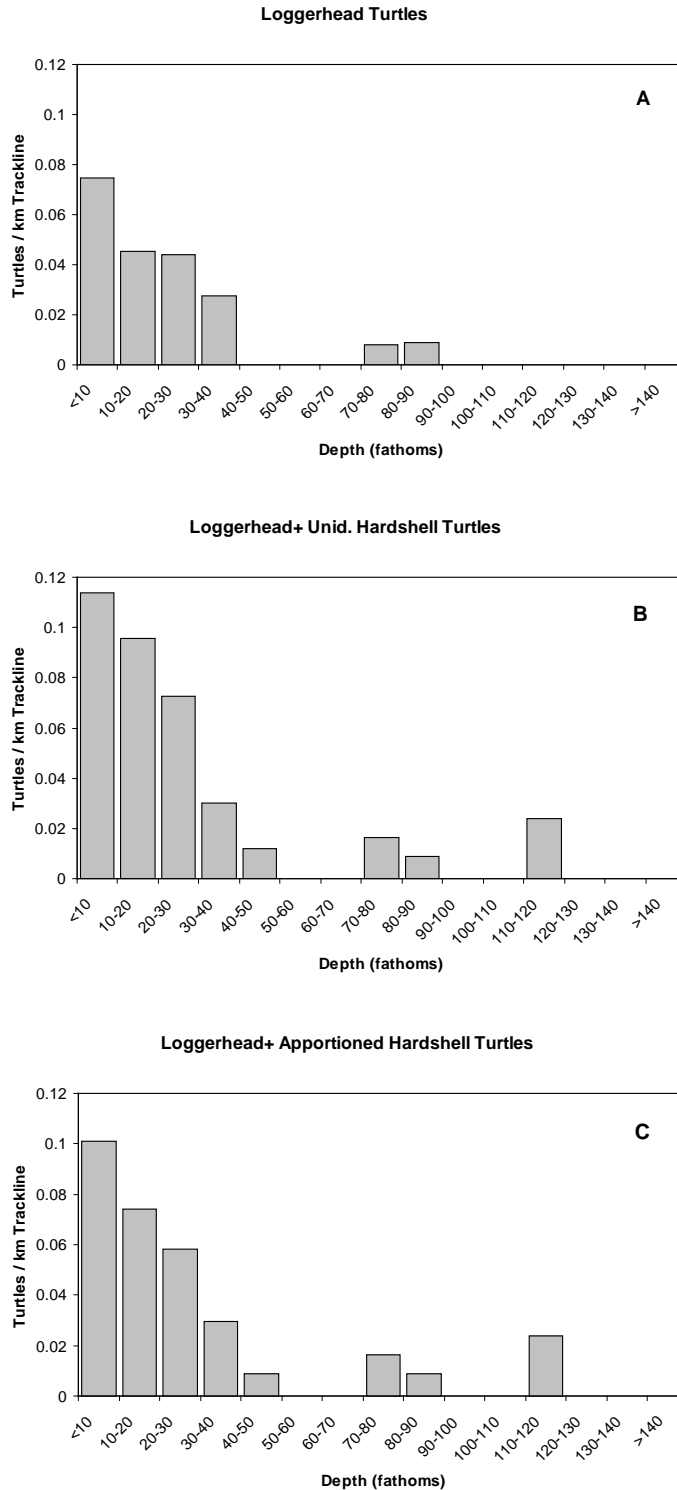 Loggerhead Turtles
0.12
0.1
0.08
0.06
0.04
0.02
0
Turtles / km Trackline
A
<10 10-20 20-30 30-40 40-50 50-60 60-70 70-80 80-90 90-100 100-110 110-120 120-130 130-140 >140
Depth (fathoms)
Loggerhead+ Unid. Hardshell Turtles
0.12
0.1
0.08
0.06
0.04
0.02
0
Turtles / km Trackline
B
<10 10-20 20-30 30-40 40-50 50-60 60-70 70-80 80-90 90-100 100-110 110-120 120-130 130-140 >140
Depth (fathoms)
Loggerhead+ Apportioned Hardshell Turtles
0.12
0.1
0.08
0.06
0.04
0.02
0
Turtles / km Trackline
C
<10 10-20 20-30 30-40 40-50 50-60 60-70 70-80 80-90 90-100 100-110 110-120 120-130 130-140 >140
Depth (fathoms)